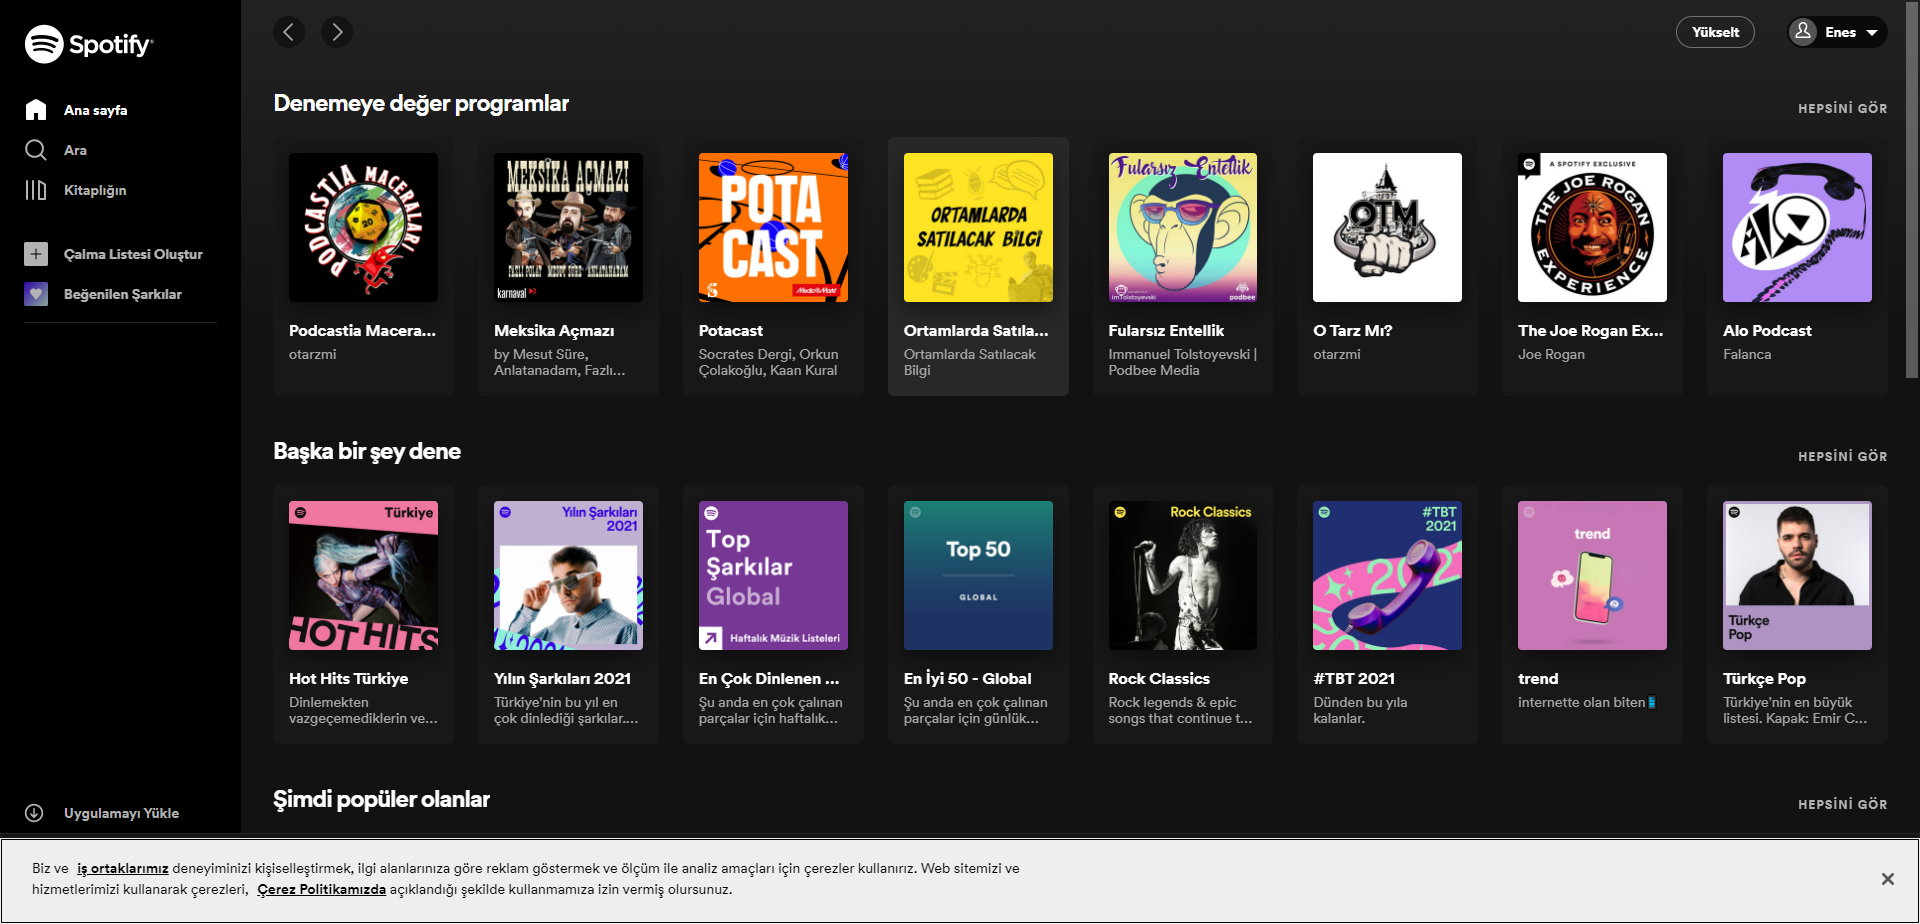 Spotify
Ana sayfa
Ara
Kitaplığın
Çalma Listesi Oluştur
Beğenilen Şarkılar
Uygulamayı Yükle
Yükselt
Enes
Denemeye değer programlar
HEPSİNİ GÖR
PODCASTIA MACERALARI
MEKSİKA AÇMAZI
FAZLI POLAT MESUT SÜRE ANLATANADAM
karnaval
POTA
CAST
MediaMarkt
ORTAMLARDA
SATILACAK BİLGİ
Fularsız Entellik
ImTolstoyevski
podbee
OTM
A SPOTIFY EXCLUSIVE
THE JOE ROGAN
EXPERIENCE
ALO
Podcastia Macera...
otarzmi
Meksika Açmazı
by Mesut Süre,
Anlatanadam, Fazlı...
Potacast
Socrates Dergi, Orkun
Çolakoğlu, Kaan Kural
Ortamlarda Satıla...
Ortamlarda Satılacak
Bilgi
Fularsız Entellik
Immanuel Tolstoyevski |
Podbee Media
O Tarz Mı?
otarzmi
The Joe Rogan Ex...
Joe Rogan
Alo Podcast
Falanca
Başka bir şey dene
HEPSİNİ GÖR
Türkiye
HOT HITS
Yılın Şarkıları
2021
Top
Şarkılar
Global
Haftalık Müzik Listeleri
Top 50
GLOBAL
Rock Classics
#TBT
2021
202
trend
Türkçe
Pop
Hot Hits Türkiye
Dinlemekten
vazgeçemediklerin ve...
Yılın Şarkıları 2021
Türkiye'nin bu yıl en
çok dinlediği şarkılar....
En Çok Dinlenen ...
Şu anda en çok çalınan
parçalar için haftalık...
En İyi 50 - Global
Şu anda en çok çalınan
parçalar için günlük...
Rock Classics
Rock legends & epic
songs that continue t...
#TBT 2021
Dünden bu yıla
kalanlar.
trend
internette olan biten📱
Türkçe Pop
Türkiye'nin en büyük
listesi. Kapak: Emir C...
Şimdi popüler olanlar
HEPSİNİ GÖR
Biz ve iş ortaklarımız deneyiminizi kişiselleştirmek, ilgi alanlarınıza göre reklam göstermek ve ölçüm ile analiz amaçları için çerezler kullanırız. Web sitemizi ve
hizmetlerimizi kullanarak çerezleri, Çerez Politikamızda açıklandığı şekilde kullanmamıza izin vermiş olursunuz.